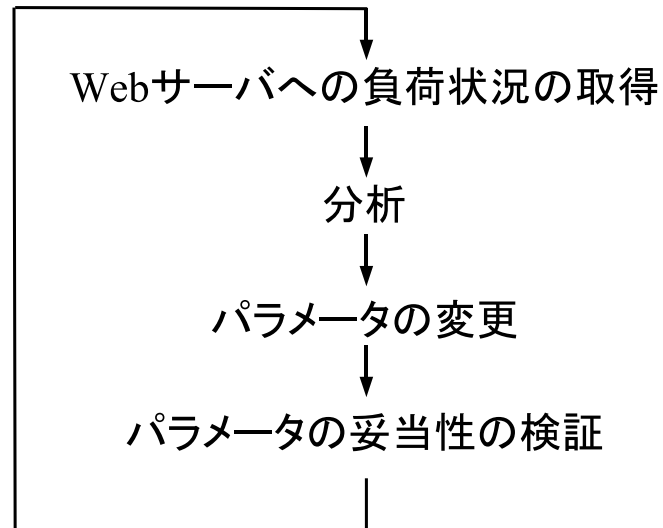 Webサーバへの負荷状況の取得
分析
パラメータの変更
パラメータの妥当性の検証